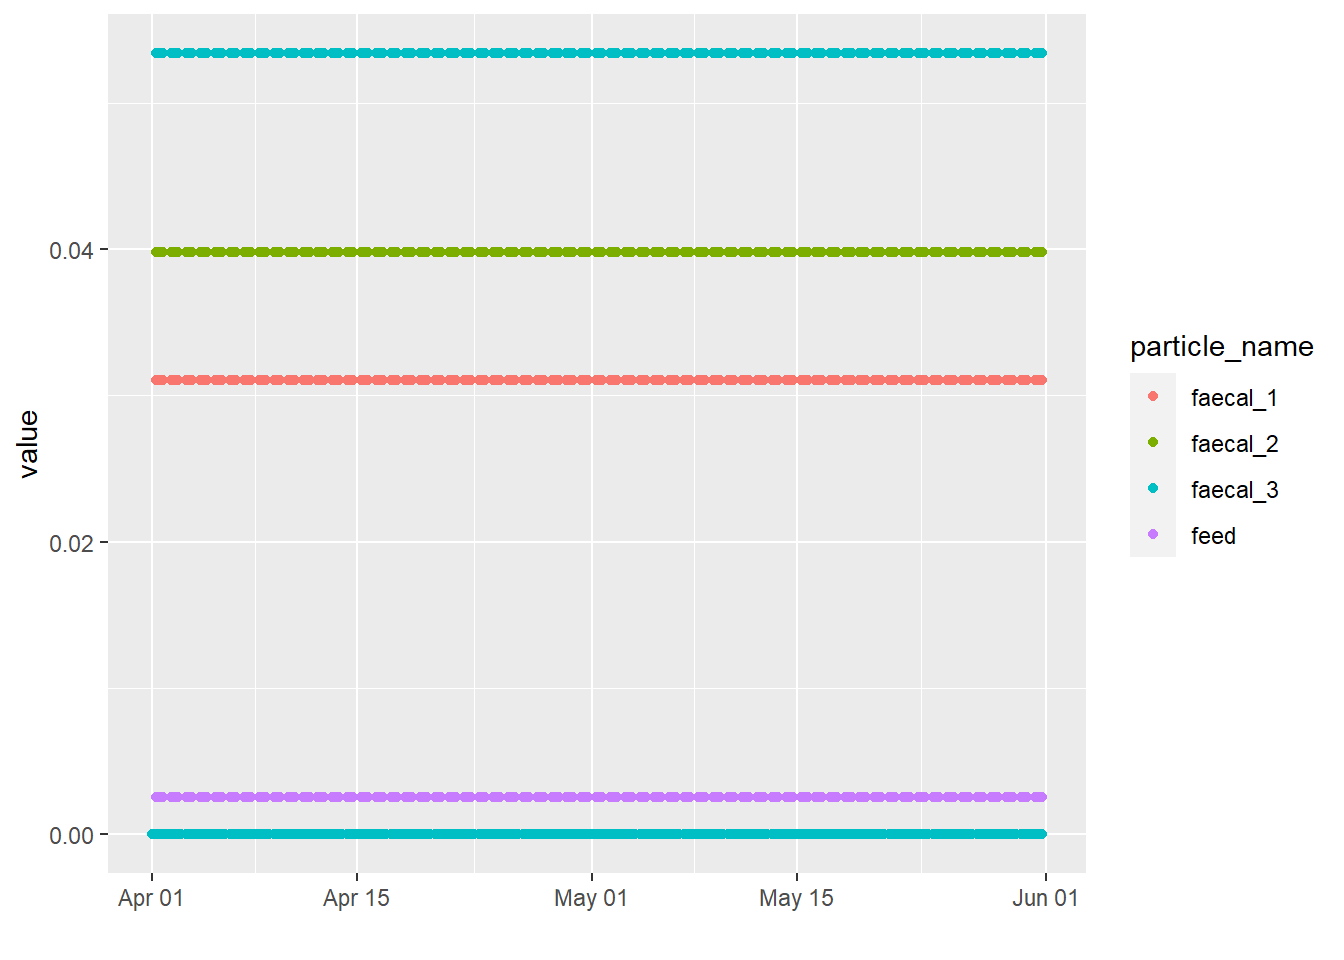 value
0.04
0.02
0.00
Apr 01
Apr 15
May 01
May 15
Jun 01
particle_name
faecal_1
faecal_2
faecal_3
feed